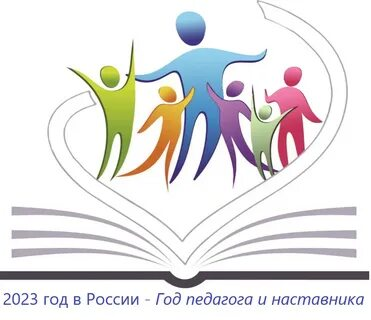 2023 год в России - Год педагога и наставника